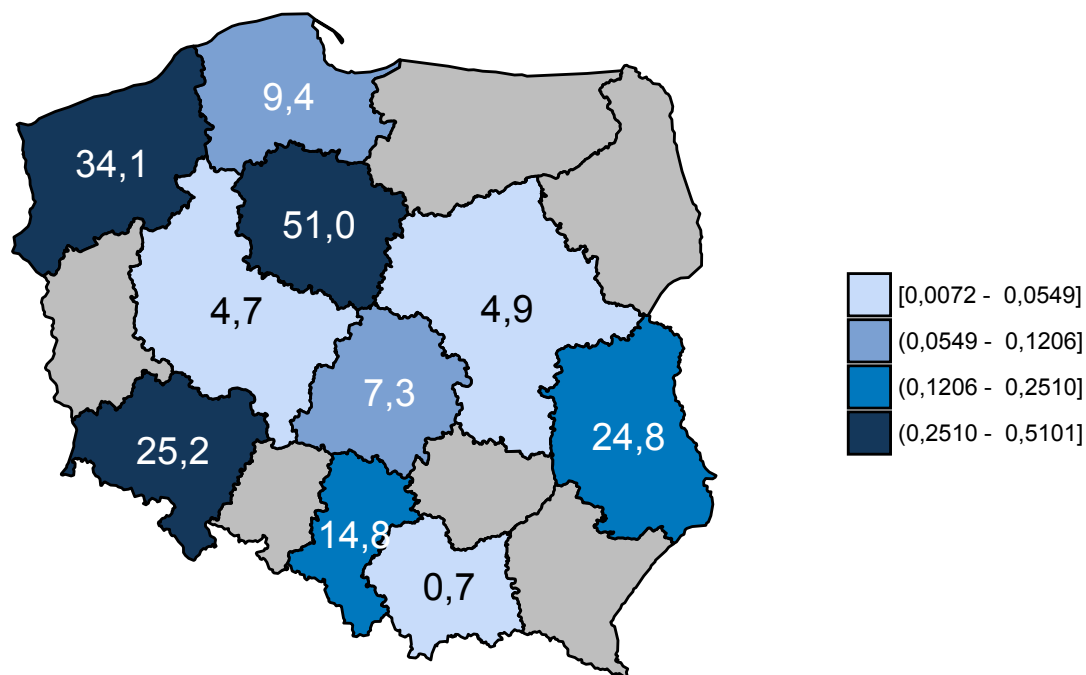 9,4
34,1
51,0
4,7
4,9
7,3
24,8
25,2
14,8
0,7
[0,0072 - 0,0549]
(0,0549 - 0,1206]
(0,1206 - 0,2510]
(0,2510 - 0,5101]